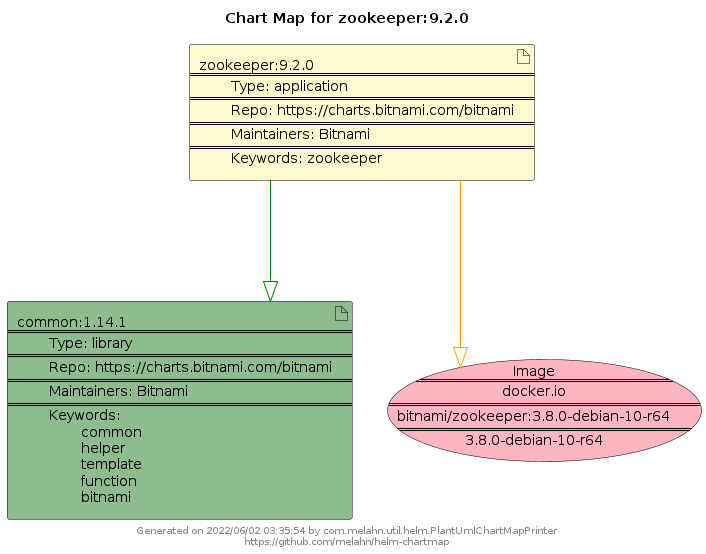 Chart Map for zookeeper:9.2.0
zookeeper:9.2.0
Type: application
Repo: https://charts.bitnami.com/bitnami
Maintainers: Bitnami
Keywords: zookeeper
common:1.14.1
Type: library
Repo: https://charts.bitnami.com/bitnami
Maintainers: Bitnami
Keywords:
common
helper
template
function
bitnami
Image
docker.io
bitnami/zookeeper:3.8.0-debian-10-r64
3.8.0-debian-10-r64
Generated on 2022/06/02 03:35:54 by com.melahn.util.helm.PlantUmlChartMapPrinter
https://github.com/melahn/helm-chartmap